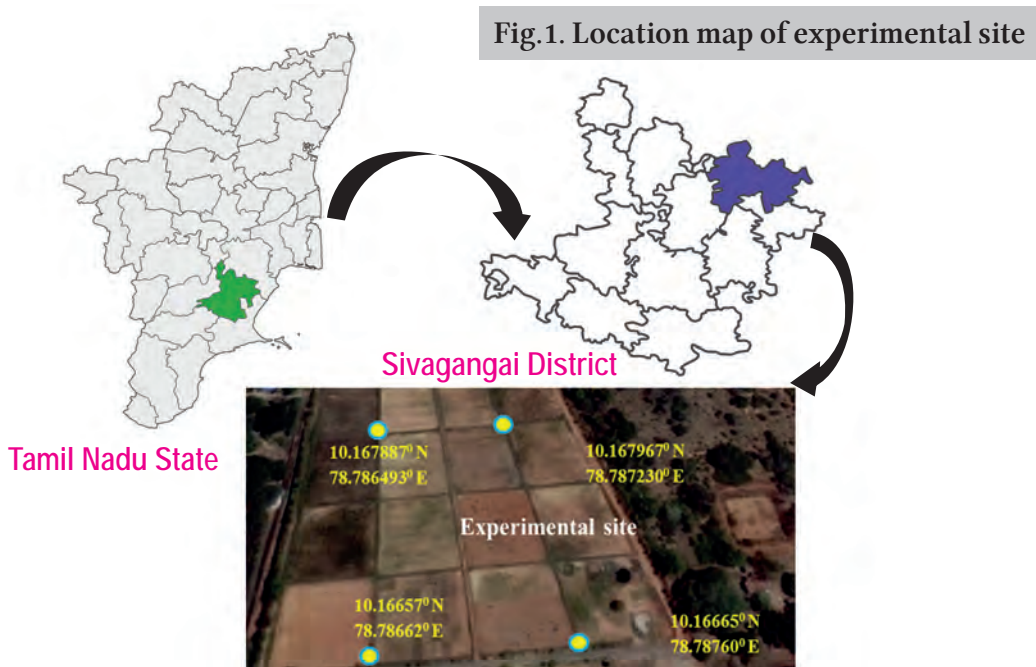 Fig.1. Location map of experimental site
Sivagangai District
Tamil Nadu State
10.167887⁰ N
78.786493⁰ E
10.167967⁰ N
78.787230⁰ E
Experimental site
10.16657⁰ N
78.78662⁰ E
10.16665⁰ N
78.78760⁰ E